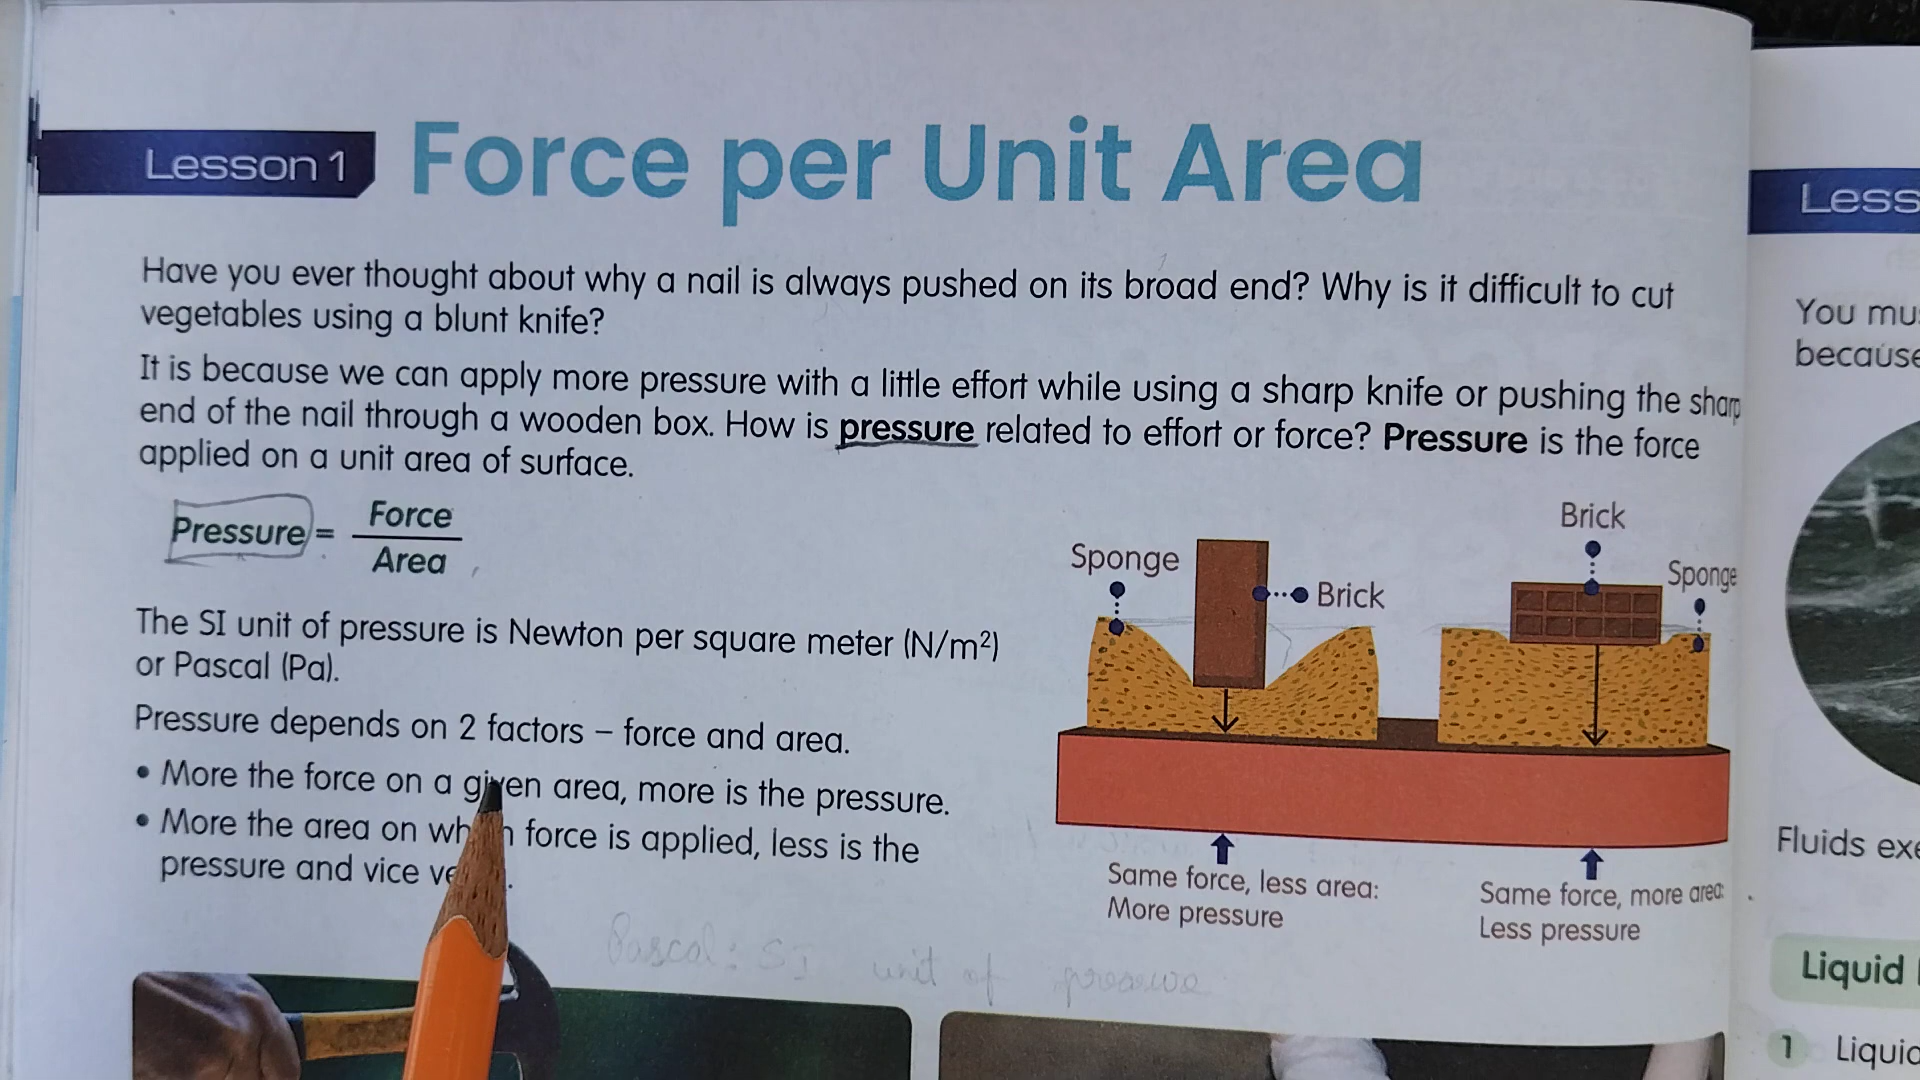 Lesson 1
Force per Unit Area
Have you ever thought about why a nail is always pushed on its broad end? Why is it difficult to cut
vegetables using a blunt knife?
It is because we can apply more pressure with a little effort while using a sharp knife or pushing the sharp
end of the nail through a wooden box. How is pressure related to effort or force? Pressure is the force
applied on a unit area of surface.
Pressure = Force
Area
The SI unit of pressure is Newton per square meter (N/m²)
or Pascal (Pa).
Pressure depends on 2 factors – force and area.
• More the force on a given area, more is the pressure.
• More the area on force is applied, less is the
pressure and vice
Sponge
Brick
Brick
Sponge
Same force, less area:
More pressure
Same force, more area:
Less pressure
Pascal: SI unit of pressure
Less
You mus
because
Fluids exe
Liquid
1 Liquid